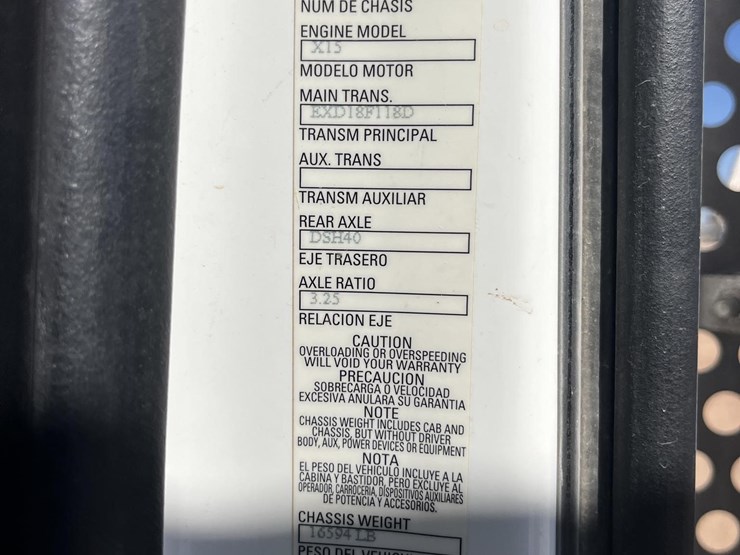 NUM DE CHASIS
ENGINE MODEL
X15
MODELO MOTOR
MAIN TRANS.
EXD18F118D
TRANSM PRINCIPAL
AUX. TRANS
TRANSM AUXILIAR
REAR AXLE
DSH40
EJE TRASERO
AXLE RATIO
3.25
RELACION EJE
CAUTION
OVERLOADING OR OVERSPEEDING
WILL VOID YOUR WARRANTY
PRECAUCION
SOBRECARGA O VELOCIDAD
EXCESIVA ANULARA SU GARANTIA
NOTE
CHASSIS WEIGHT INCLUDES CAB AND
CHASSIS, BUT WITHOUT DRIVER
BODY, AUX, POWER DEVICES OR EQUIPMENT
NOTA
EL PESO DEL VEHICULO INCLUYE A LA
CABINA Y BASTIDOR, PERO EXCLUYE AL
OPERADOR, CARROCERIA, DISPOSITIVOS AUXILIARES
DE POTENCIA Y ACCESORIOS.
CHASSIS WEIGHT
16594 LB
PESO DEL VEHICU